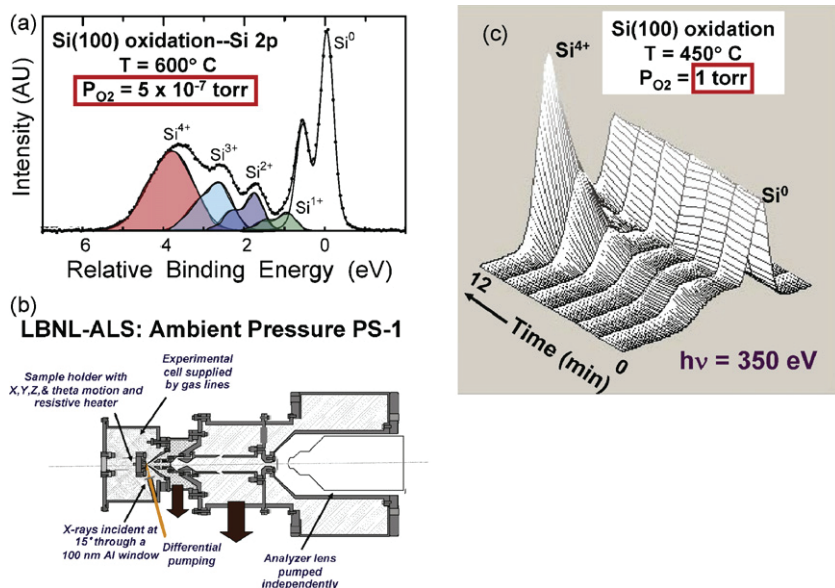 (a)
Si(100) oxidation--Si 2p
T = 600° C
P_O2 = 5 x 10⁻⁷ torr
Si⁰
Si⁴⁺
Si³⁺
Si²⁺
Si¹⁺
Intensity (AU)
6
4
2
0
Relative Binding Energy (eV)
(b)
LBNL-ALS: Ambient Pressure PS-1
Sample holder with
X,Y,Z,& theta motion and
resistive heater
Experimental
cell supplied
by gas lines
X-rays incident at
15° through a
100 nm Al window
Differential
pumping
Analyzer lens
pumped
independently
(c)
Si⁴⁺
Si(100) oxidation
T = 450° C
P_O2 = 1 torr
Si⁰
12
Time (min)
0
hν = 350 eV